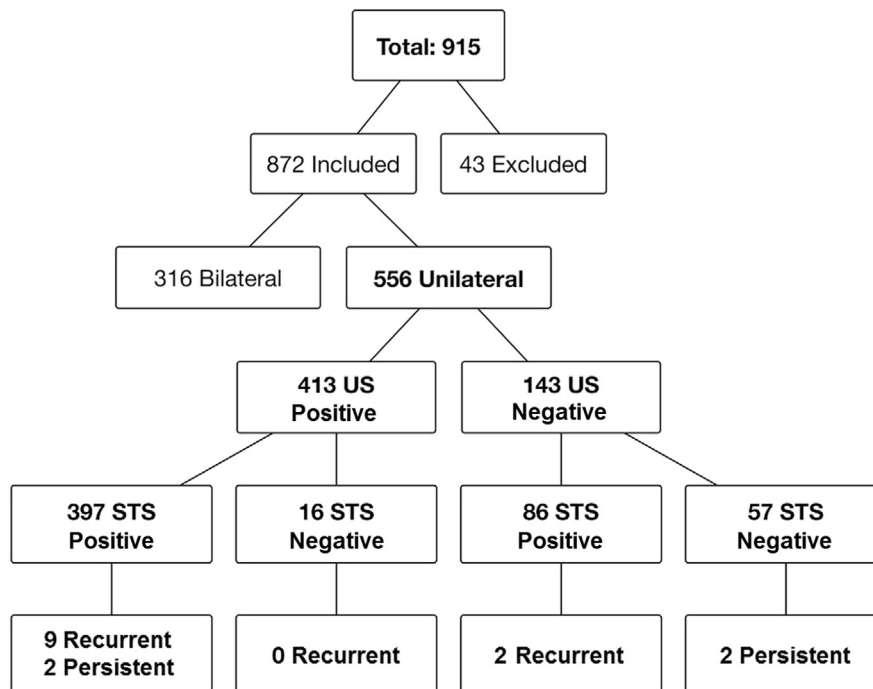 Total: 915
872 Included
43 Excluded
316 Bilateral
556 Unilateral
413 US
Positive
143 US
Negative
397 STS
Positive
16 STS
Negative
86 STS
Positive
57 STS
Negative
9 Recurrent
2 Persistent
0 Recurrent
2 Recurrent
2 Persistent